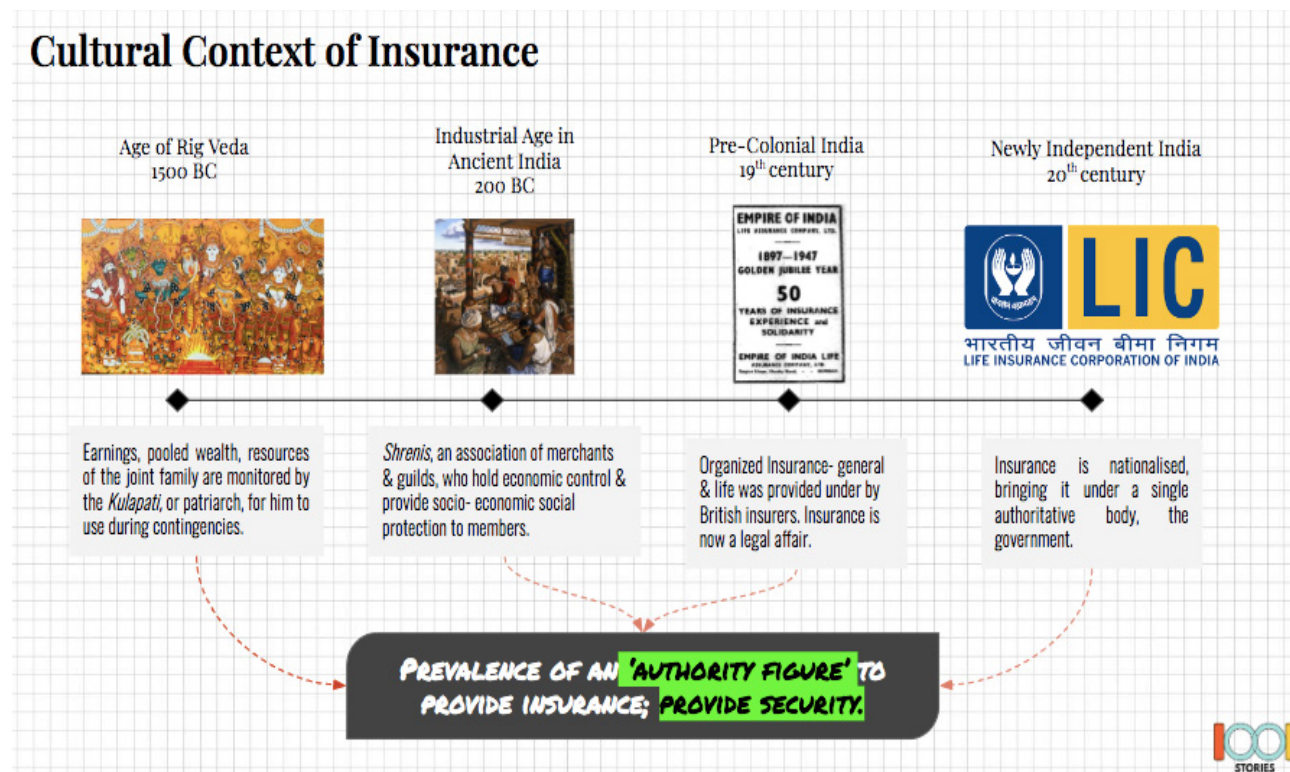 Cultural Context of Insurance
Age of Rig Veda
1500 BC
Industrial Age in
Ancient India
200 BC
Pre-Colonial India
19th century
Newly Independent India
20th century
EMPIRE OF INDIA
LIFE ASSURANCE COMPANY, LTD.
1897–1947
GOLDEN JUBILEE YEAR
50
YEARS OF INSURANCE
EXPERIENCE and
SOLIDARITY
EMPIRE OF INDIA LIFE
ASSURANCE COMPANY, LTD.
LIC
भारतीय जीवन बीमा निगम
LIFE INSURANCE CORPORATION OF INDIA
Earnings, pooled wealth, resources
of the joint family are monitored by
the Kulapati, or patriarch, for him to
use during contingencies.
Shrenis, an association of merchants
& guilds, who hold economic control &
provide socio- economic social
protection to members.
Organized Insurance- general
& life was provided under by
British insurers. Insurance is
now a legal affair.
Insurance is nationalised,
bringing it under a single
authoritative body, the
government.
PREVALENCE OF AN 'AUTHORITY FIGURE' TO
PROVIDE INSURANCE; PROVIDE SECURITY.
1001
STORIES